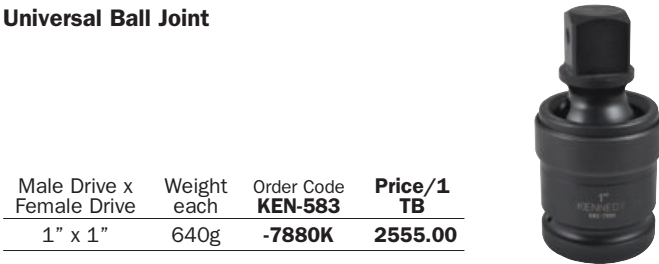 Universal Ball Joint
Male Drive x Weight Order Code Price/1
Female Drive each KEN-583 TB
1” x 1” 640g -7880K 2555.00
1"
KENNEDY